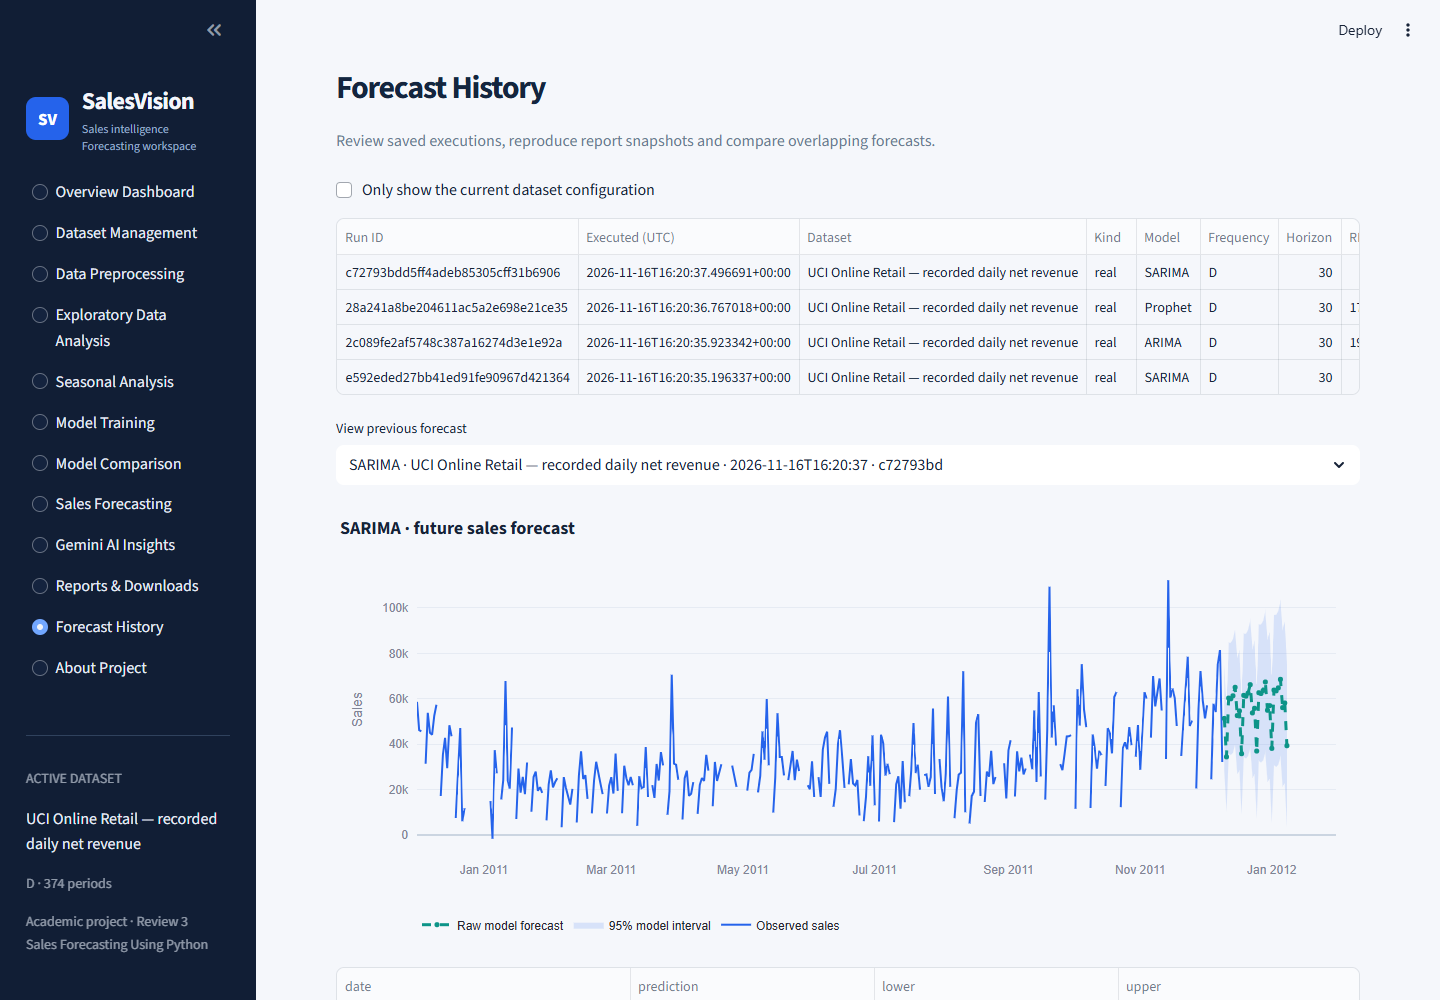 Deploy
SV
SalesVision
Sales intelligence
Forecasting workspace
Overview Dashboard
Dataset Management
Data Preprocessing
Exploratory Data
Analysis
Seasonal Analysis
Model Training
Model Comparison
Sales Forecasting
Gemini AI Insights
Reports & Downloads
Forecast History
About Project
ACTIVE DATASET
UCI Online Retail — recorded
daily net revenue
D · 374 periods
Academic project · Review 3
Sales Forecasting Using Python
Forecast History
Review saved executions, reproduce report snapshots and compare overlapping forecasts.
Only show the current dataset configuration
Run ID Executed (UTC) Dataset Kind Model Frequency Horizon
c72793bdd5ff4adeb85305cff31b6906 2026-11-16T16:20:37.496691+00:00 UCI Online Retail — recorded daily net revenue real SARIMA D 30
28a241a8be204611ac5a2e698e21ce35 2026-11-16T16:20:36.767018+00:00 UCI Online Retail — recorded daily net revenue real Prophet D 30
2c089fe2af5748c387a16274d3e1e92a 2026-11-16T16:20:35.923342+00:00 UCI Online Retail — recorded daily net revenue real ARIMA D 30
e592eded27bb41ed91fe90967d421364 2026-11-16T16:20:35.196337+00:00 UCI Online Retail — recorded daily net revenue real SARIMA D 30
View previous forecast
SARIMA · UCI Online Retail — recorded daily net revenue · 2026-11-16T16:20:37 · c72793bd
SARIMA · future sales forecast
100k
80k
60k
40k
20k
0
Sales
Jan 2011 Mar 2011 May 2011 Jul 2011 Sep 2011 Nov 2011 Jan 2012
Raw model forecast 95% model interval Observed sales
date prediction lower upper